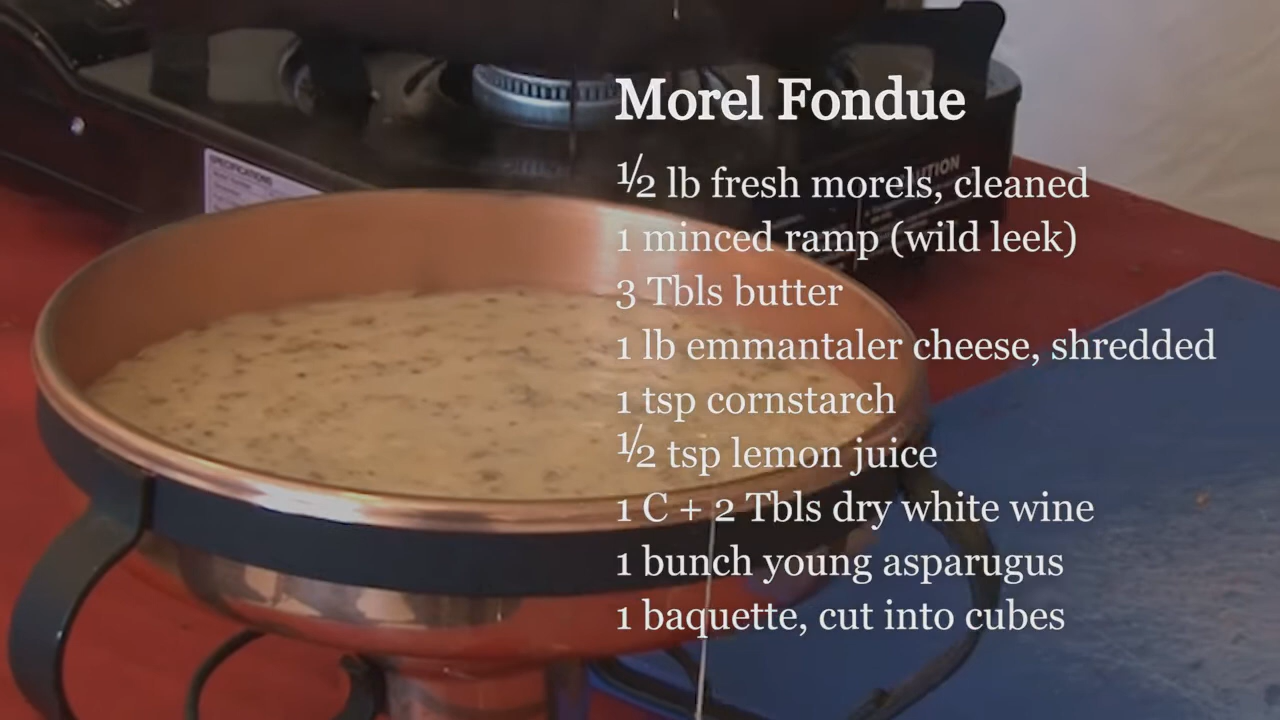 SPECIFICATIONS
CAUTION
Morel Fondue
½ lb fresh morels, cleaned
1 minced ramp (wild leek)
3 Tbls butter
1 lb emmantaler cheese, shredded
1 tsp cornstarch
½ tsp lemon juice
1 C + 2 Tbls dry white wine
1 bunch young asparugus
1 baquette, cut into cubes